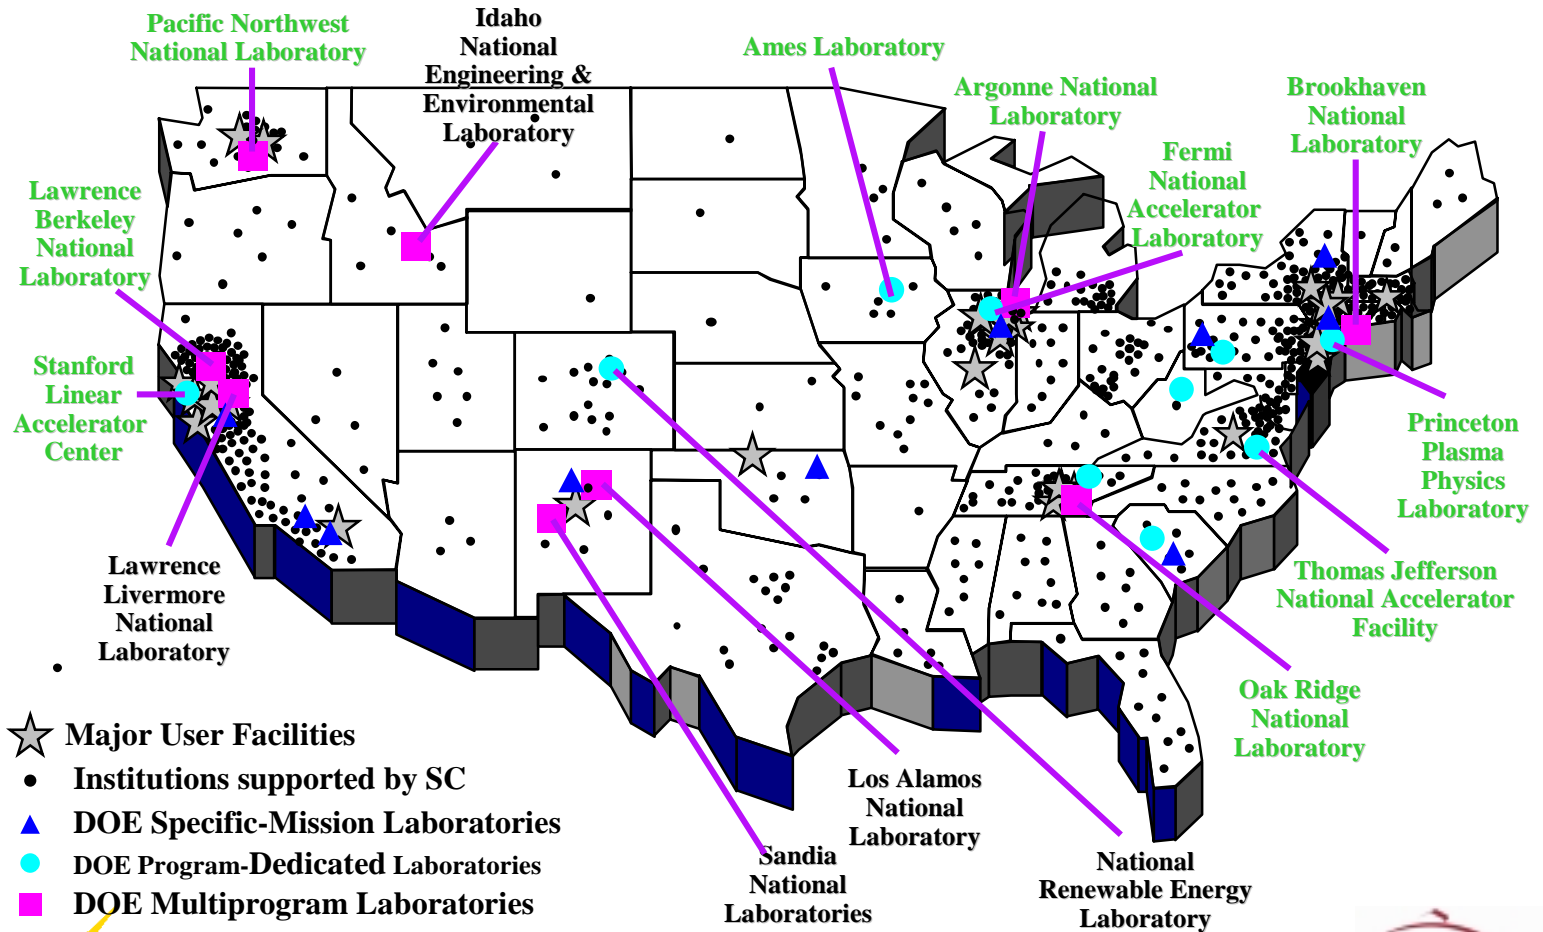 Pacific Northwest
National Laboratory
Idaho
National
Engineering &
Environmental
Laboratory
Ames Laboratory
Argonne National
Laboratory
Brookhaven
National
Laboratory
Fermi
National
Accelerator
Laboratory
Lawrence
Berkeley
National
Laboratory
Stanford
Linear
Accelerator
Center
Princeton
Plasma
Physics
Laboratory
Lawrence
Livermore
National
Laboratory
Thomas Jefferson
National Accelerator
Facility
Oak Ridge
National
Laboratory
Los Alamos
National
Laboratory
Sandia
National
Laboratories
National
Renewable Energy
Laboratory
Major User Facilities
Institutions supported by SC
DOE Specific-Mission Laboratories
DOE Program-Dedicated Laboratories
DOE Multiprogram Laboratories